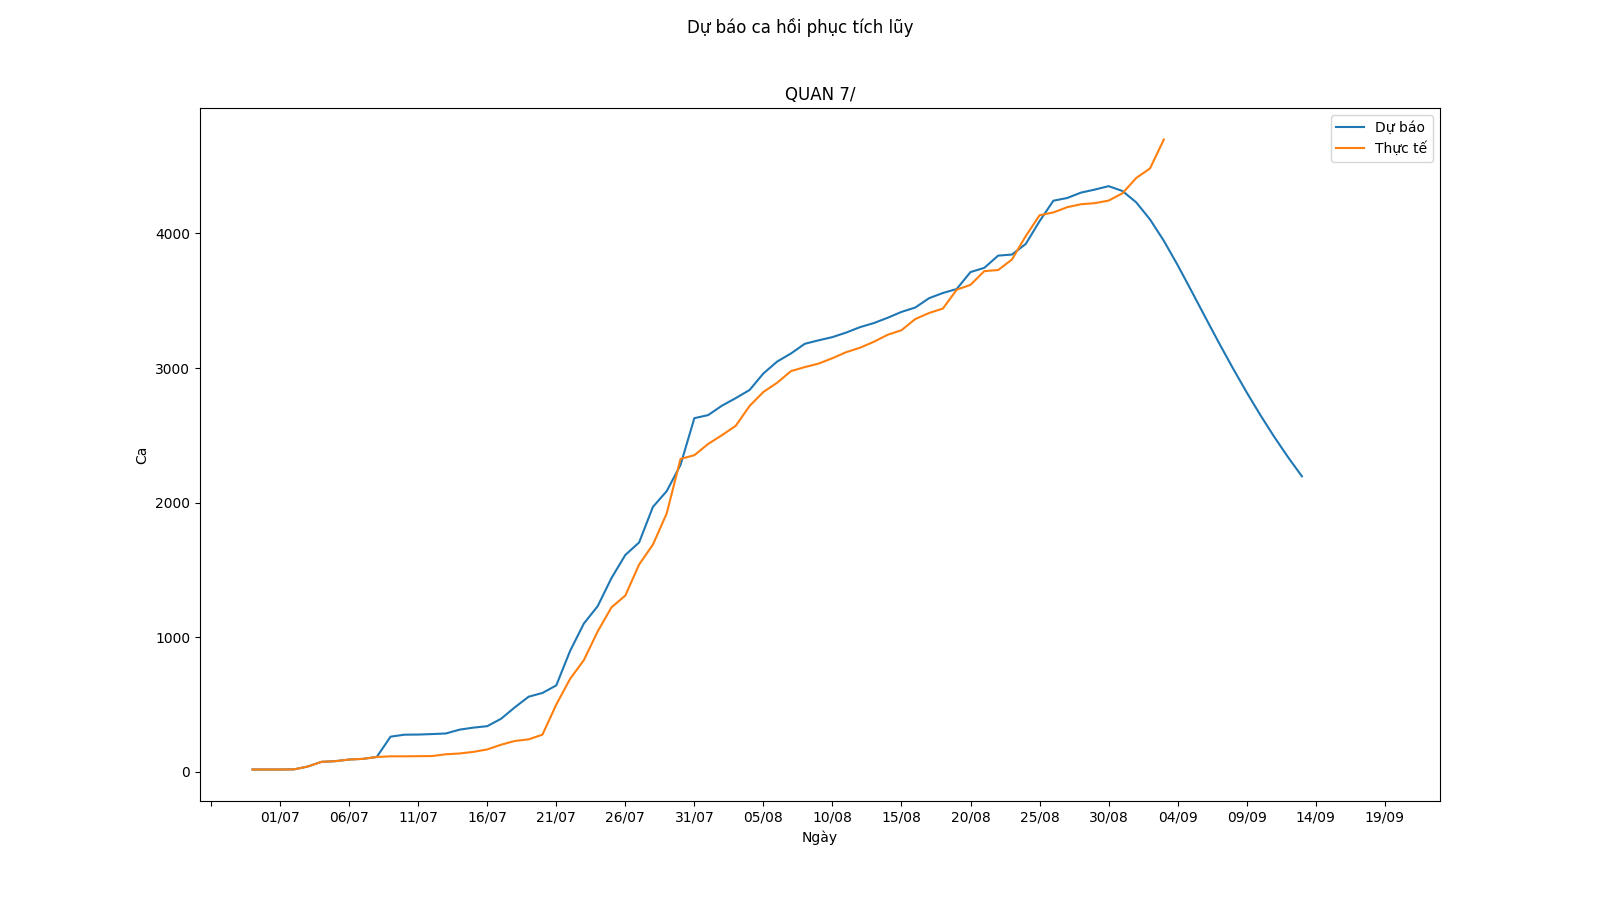 Dự báo ca hồi phục tích lũy
QUAN 7/
Dự báo
Thực tế
4000
3000
2000
1000
0
Ca
01/07 06/07 11/07 16/07 21/07 26/07 31/07 05/08 10/08 15/08 20/08 25/08 30/08 04/09 09/09 14/09 19/09
Ngày